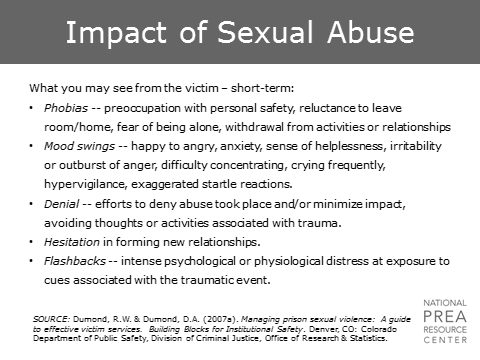 Impact of Sexual Abuse
What you may see from the victim – short-term:
• Phobias -- preoccupation with personal safety, reluctance to leave
room/home, fear of being alone, withdrawal from activities or relationships
• Mood swings -- happy to angry, anxiety, sense of helplessness, irritability
or outburst of anger, difficulty concentrating, crying frequently,
hypervigilance, exaggerated startle reactions.
• Denial -- efforts to deny abuse took place and/or minimize impact,
avoiding thoughts or activities associated with trauma.
• Hesitation in forming new relationships.
• Flashbacks -- intense psychological or physiological distress at exposure to
cues associated with the traumatic event.
SOURCE: Dumond, R.W. & Dumond, D.A. (2007a). Managing prison sexual violence: A guide
to effective victim services. Building Blocks for Institutional Safety. Denver, CO: Colorado
Department of Public Safety, Division of Criminal Justice, Office of Research & Statistics.
NATIONAL
PREA
RESOURCE
CENTER